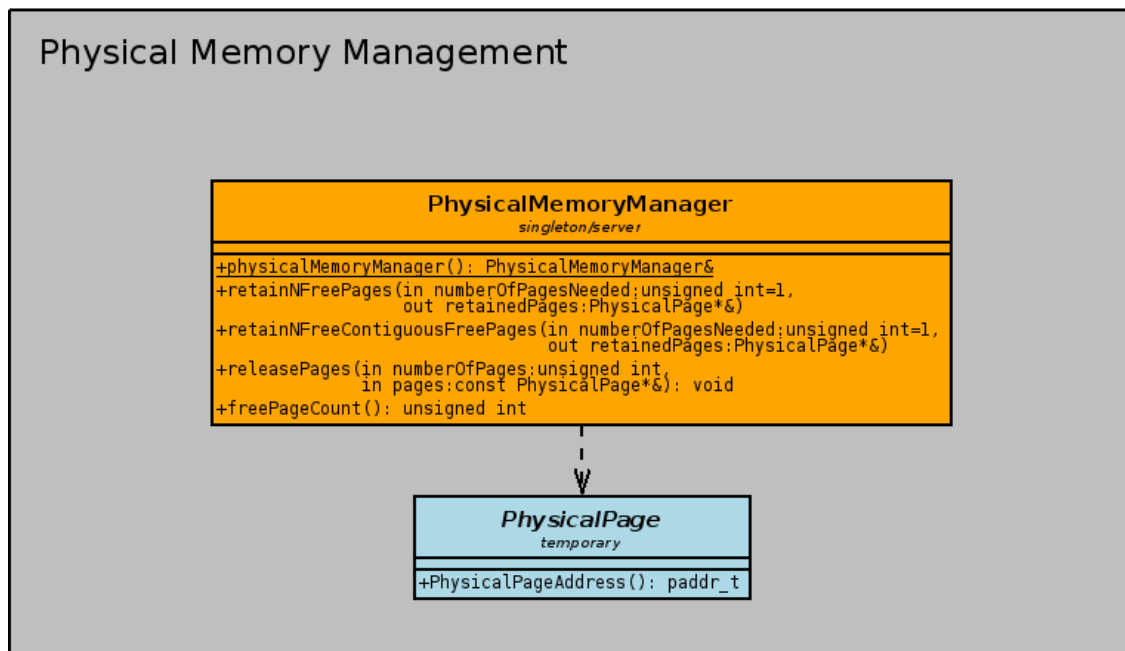 Physical Memory Management
PhysicalMemoryManager
singleton/server
+physicalMemoryManager(): PhysicalMemoryManager&
+retainNFreePages(in numberOfPagesNeeded:unsigned int=1,
out retainedPages:PhysicalPage*&)
+retainNFreeContiguousFreePages(in numberOfPagesNeeded:unsigned int=1,
out retainedPages:PhysicalPage*&)
+releasePages(in numberOfPages:unsigned int,
in pages:const PhysicalPage*&): void
+freePageCount(): unsigned int
PhysicalPage
temporary
+PhysicalPageAddress(): paddr_t